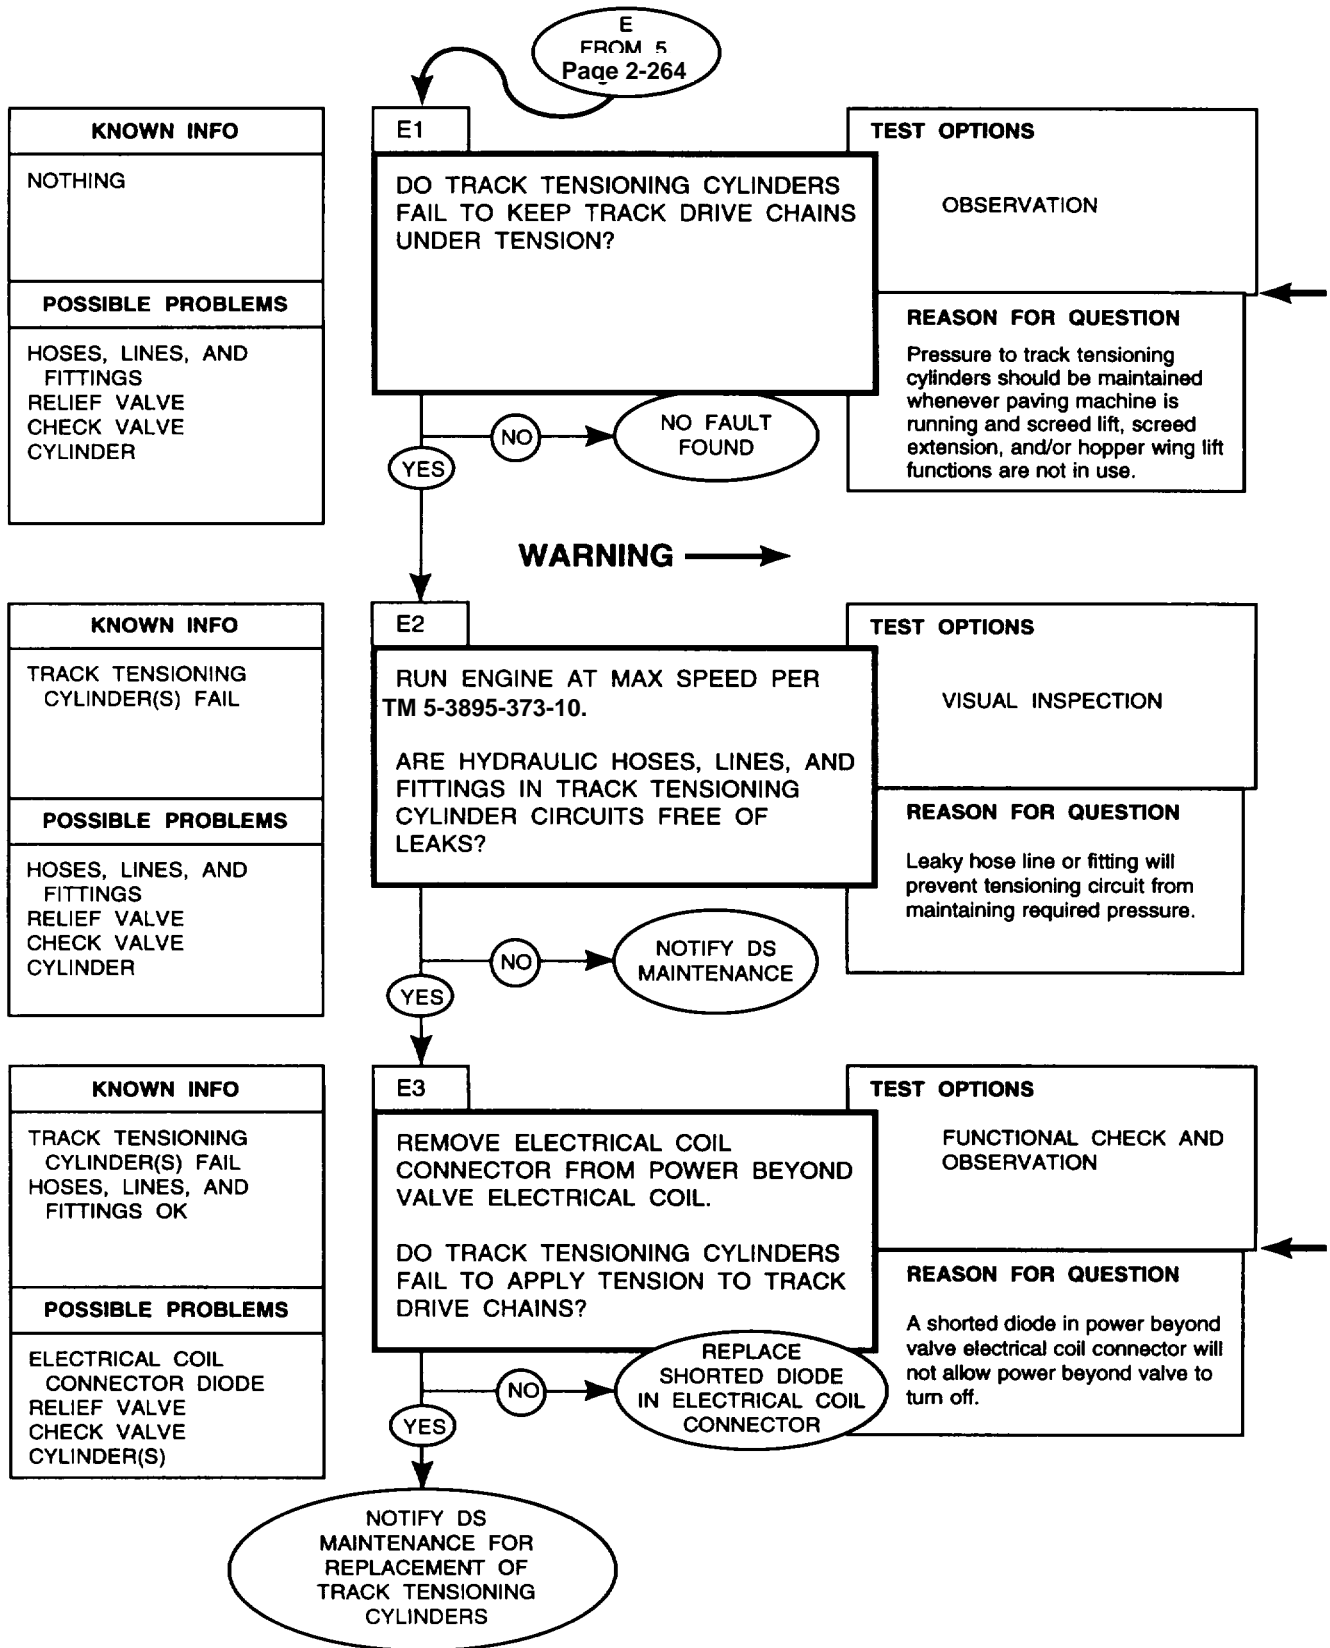 E
FROM 5
Page 2-264
KNOWN INFO
NOTHING
POSSIBLE PROBLEMS
HOSES, LINES, AND
FITTINGS
RELIEF VALVE
CHECK VALVE
CYLINDER
E1
DO TRACK TENSIONING CYLINDERS
FAIL TO KEEP TRACK DRIVE CHAINS
UNDER TENSION?
TEST OPTIONS
OBSERVATION
REASON FOR QUESTION
Pressure to track tensioning
cylinders should be maintained
whenever paving machine is
running and screed lift, screed
extension, and/or hopper wing lift
functions are not in use.
NO
NO FAULT
FOUND
YES
WARNING
KNOWN INFO
TRACK TENSIONING
CYLINDER(S) FAIL
POSSIBLE PROBLEMS
HOSES, LINES, AND
FITTINGS
RELIEF VALVE
CHECK VALVE
CYLINDER
E2
RUN ENGINE AT MAX SPEED PER
TM 5-3895-373-10.
ARE HYDRAULIC HOSES, LINES, AND
FITTINGS IN TRACK TENSIONING
CYLINDER CIRCUITS FREE OF
LEAKS?
TEST OPTIONS
VISUAL INSPECTION
REASON FOR QUESTION
Leaky hose line or fitting will
prevent tensioning circuit from
maintaining required pressure.
NO
NOTIFY DS
MAINTENANCE
YES
KNOWN INFO
TRACK TENSIONING
CYLINDER(S) FAIL
HOSES, LINES, AND
FITTINGS OK
POSSIBLE PROBLEMS
ELECTRICAL COIL
CONNECTOR DIODE
RELIEF VALVE
CHECK VALVE
CYLINDER(S)
E3
REMOVE ELECTRICAL COIL
CONNECTOR FROM POWER BEYOND
VALVE ELECTRICAL COIL.
DO TRACK TENSIONING CYLINDERS
FAIL TO APPLY TENSION TO TRACK
DRIVE CHAINS?
TEST OPTIONS
FUNCTIONAL CHECK AND
OBSERVATION
REASON FOR QUESTION
A shorted diode in power beyond
valve electrical coil connector will
not allow power beyond valve to
turn off.
NO
REPLACE
SHORTED DIODE
IN ELECTRICAL COIL
CONNECTOR
YES
NOTIFY DS
MAINTENANCE FOR
REPLACEMENT OF
TRACK TENSIONING
CYLINDERS